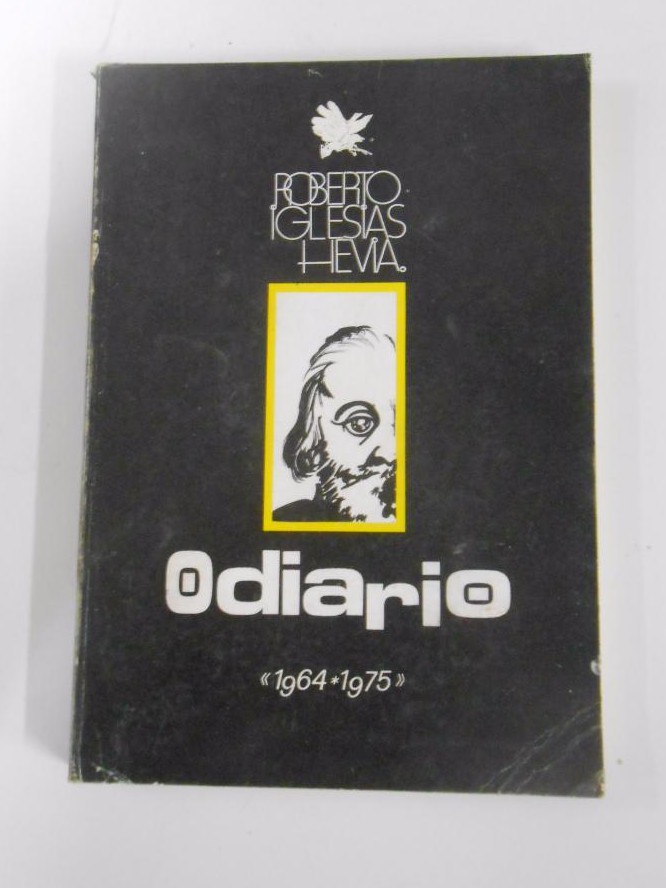 ROBERTO
IGLESIAS
HEVIA.
Odiario
«1964*1975»